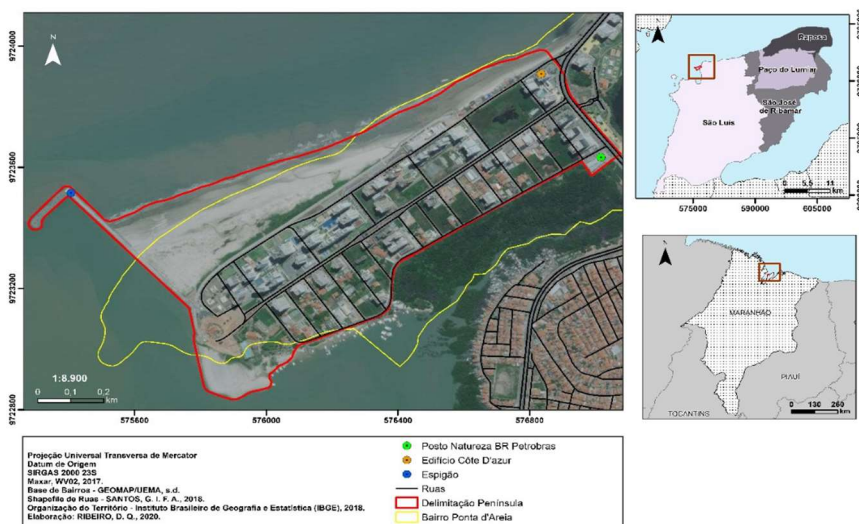 9724000
9723600
9723200
9722800
N
1:8.900
0 0,1 0,2
km
575600 576000 576400 576800
N
Raposa
Paço do Lumiar
São José
de Ribamar
São Luís
0 5,5 11
km
575000 590000 605000
N
MARANHÃO
PIAUÍ
TOCANTINS
0 130 260
km
Projeção Universal Transversa de Mercator
Datum de Origem
SIRGAS 2000 23S
Maxar, WV02, 2017.
Base de Bairros - GEOMAP/UEMA, s.d.
Shapefile de Ruas - SANTOS, G. I. F. A., 2018.
Organização do Território - Instituto Brasileiro de Geografia e Estatística (IBGE), 2018.
Elaboração: RIBEIRO, D. Q., 2020.
Posto Natureza BR Petrobras
Edifício Côte D'azur
Espigão
Ruas
Delimitação Península
Bairro Ponta d'Areia